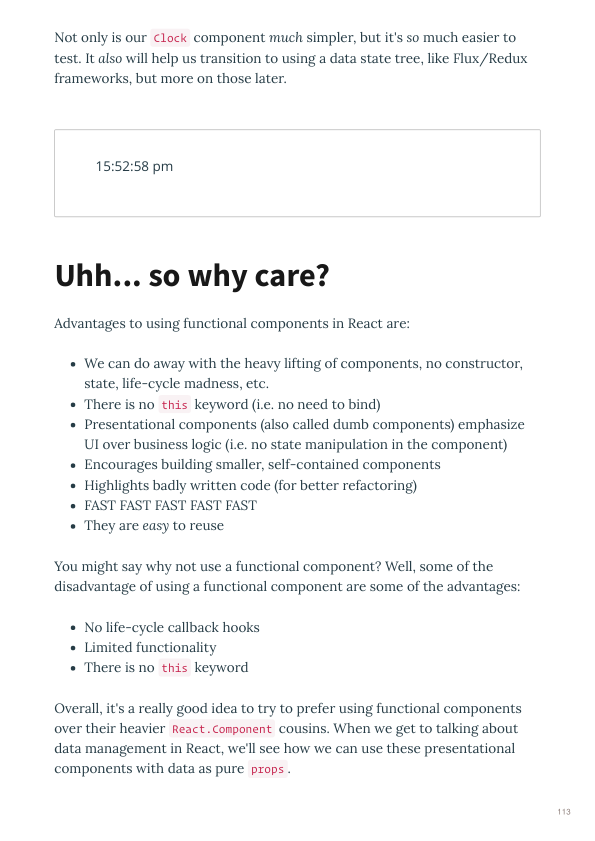 Not only is our Clock component much simpler, but it's so much easier to
test. It also will help us transition to using a data state tree, like Flux/Redux
frameworks, but more on those later.
15:52:58 pm
Uhh... so why care?
Advantages to using functional components in React are:
• We can do away with the heavy lifting of components, no constructor,
state, life-cycle madness, etc.
• There is no this keyword (i.e. no need to bind)
• Presentational components (also called dumb components) emphasize
UI over business logic (i.e. no state manipulation in the component)
• Encourages building smaller, self-contained components
• Highlights badly written code (for better refactoring)
• FAST FAST FAST FAST FAST
• They are easy to reuse
You might say why not use a functional component? Well, some of the
disadvantage of using a functional component are some of the advantages:
• No life-cycle callback hooks
• Limited functionality
• There is no this keyword
Overall, it's a really good idea to try to prefer using functional components
over their heavier React.Component cousins. When we get to talking about
data management in React, we'll see how we can use these presentational
components with data as pure props.
113